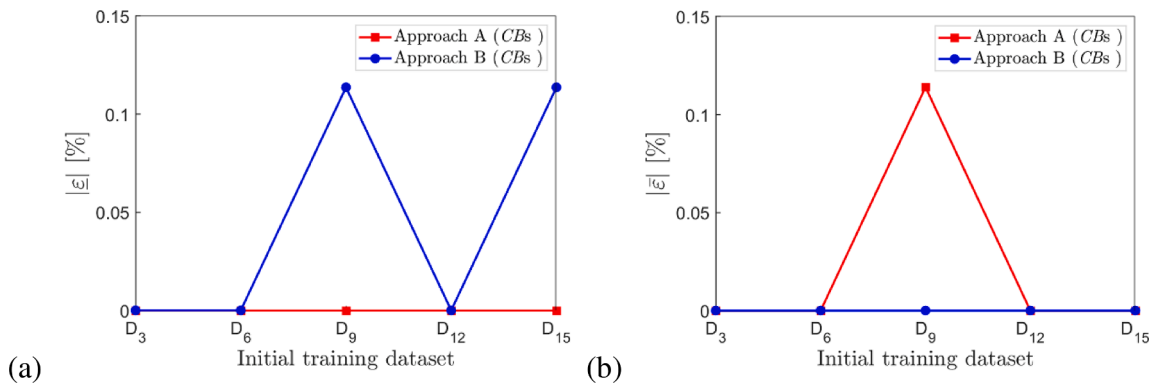 0.15
0.1
0.05
0
|ε| [%]
Approach A (CBs )
Approach B (CBs )
D3 D6 D9 D12 D15
Initial training dataset
(a)
0.15
0.1
0.05
0
|ε̄| [%]
Approach A (CBs )
Approach B (CBs )
D3 D6 D9 D12 D15
Initial training dataset
(b)